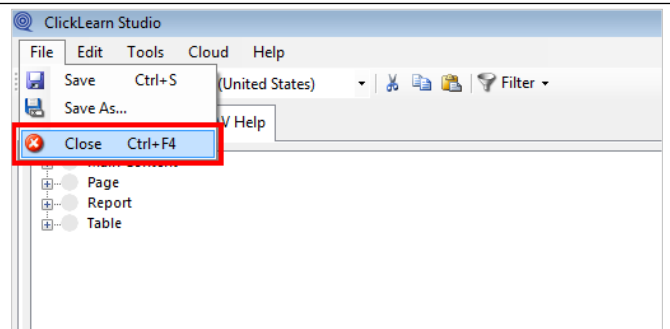 ClickLearn Studio
File Edit Tools Cloud Help
Save Ctrl+S
(United States)
Filter
Save As...
V Help
Close Ctrl+F4
Page
Report
Table